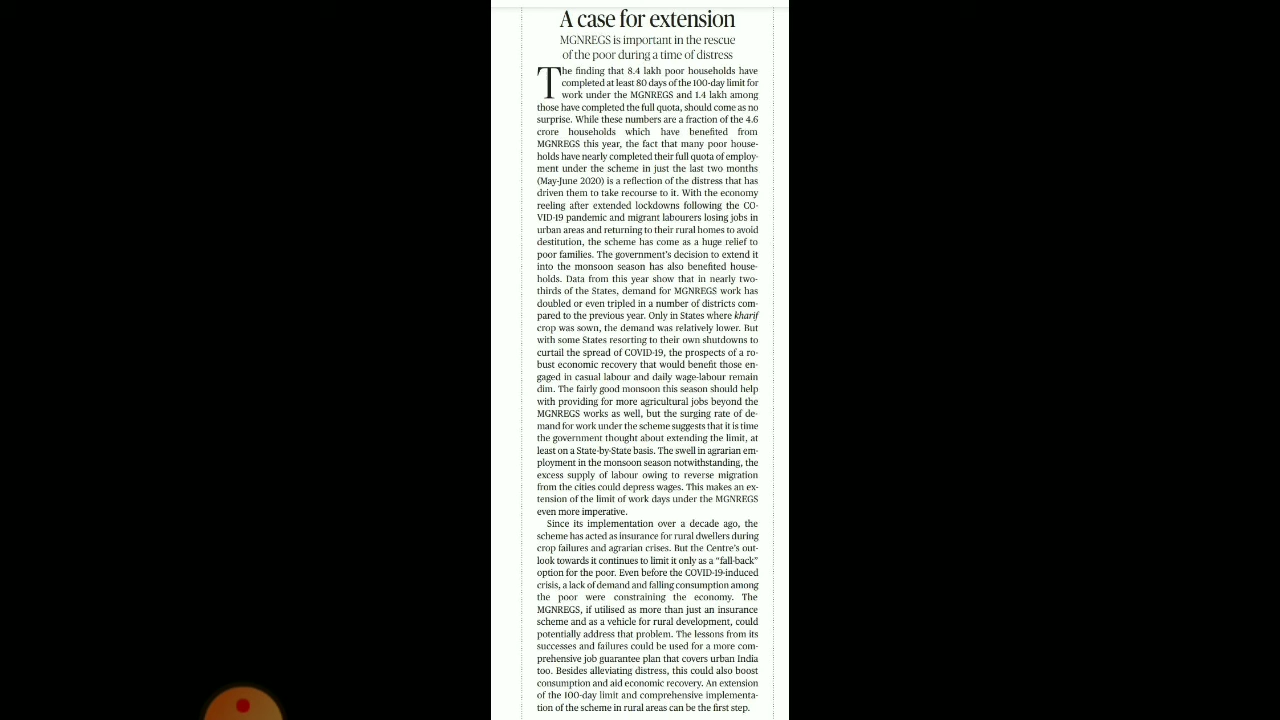 A case for extension
MGNREGS is important in the rescue
of the poor during a time of distress
The finding that 8.4 lakh poor households have
completed at least 80 days of the 100-day limit for
work under the MGNREGS and 1.4 lakh among
those have completed the full quota, should come as no
surprise. While these numbers are a fraction of the 4.6
crore households which have benefited from
MGNREGS this year, the fact that many poor house-
holds have nearly completed their full quota of employ-
ment under the scheme in just the last two months
(May-June 2020) is a reflection of the distress that has
driven them to take recourse to it. With the economy
reeling after extended lockdowns following the CO-
VID-19 pandemic and migrant labourers losing jobs in
urban areas and returning to their rural homes to avoid
destitution, the scheme has come as a huge relief to
poor families. The government's decision to extend it
into the monsoon season has also benefited house-
holds. Data from this year show that in nearly two-
thirds of the States, demand for MGNREGS work has
doubled or even tripled in a number of districts com-
pared to the previous year. Only in States where kharif
crop was sown, the demand was relatively lower. But
with some States resorting to their own shutdowns to
curtail the spread of COVID-19, the prospects of a ro-
bust economic recovery that would benefit those en-
gaged in casual labour and daily wage-labour remain
dim. The fairly good monsoon this season should help
with providing for more agricultural jobs beyond the
MGNREGS works as well, but the surging rate of de-
mand for work under the scheme suggests that it is time
the government thought about extending the limit, at
least on a State-by-State basis. The swell in agrarian em-
ployment in the monsoon season notwithstanding, the
excess supply of labour owing to reverse migration
from the cities could depress wages. This makes an ex-
tension of the limit of work days under the MGNREGS
even more imperative.
Since its implementation over a decade ago, the
scheme has acted as insurance for rural dwellers during
crop failures and agrarian crises. But the Centre's out-
look towards it continues to limit it only as a "fall-back"
option for the poor. Even before the COVID-19-induced
crisis, a lack of demand and falling consumption among
the poor were constraining the economy. The
MGNREGS, if utilised as more than just an insurance
scheme and as a vehicle for rural development, could
potentially address that problem. The lessons from its
successes and failures could be used for a more com-
prehensive job guarantee plan that covers urban India
too. Besides alleviating distress, this could also boost
consumption and aid economic recovery. An extension
of the 100-day limit and comprehensive implementa-
tion of the scheme in rural areas can be the first step.